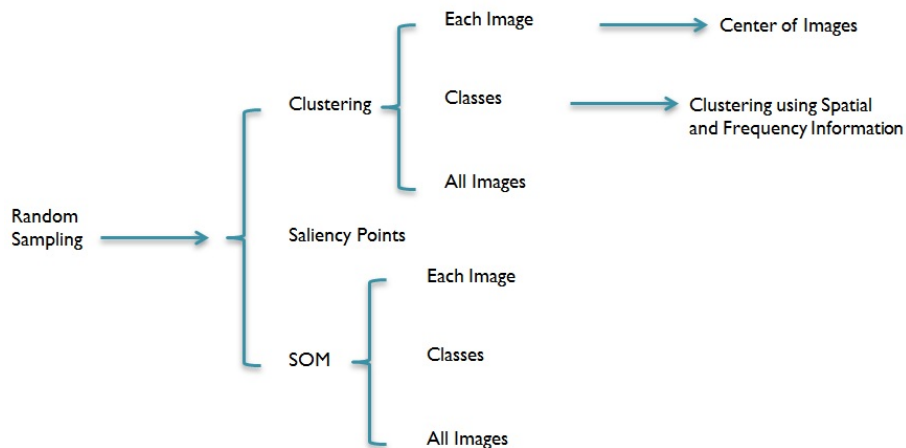 Each Image
Center of Images
Clustering
Classes
Clustering using Spatial
and Frequency Information
All Images
Random
Sampling
Saliency Points
Each Image
SOM
Classes
All Images